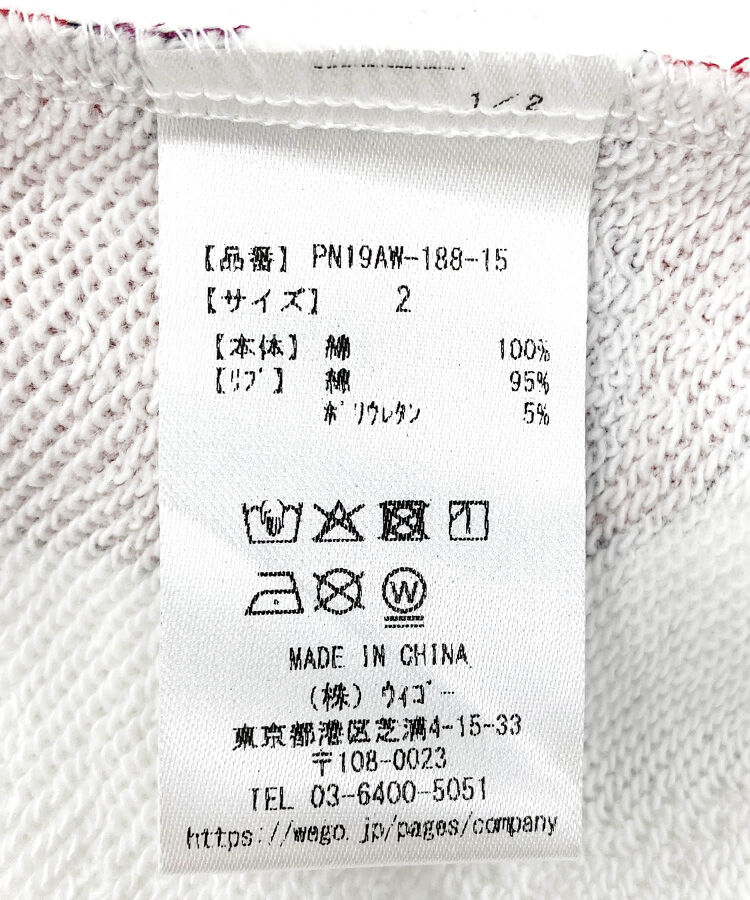 1/2
【品番】 PN19AW-188-15
【サイズ】 2
【本体】 綿 100%
【リブ】 綿 95%
ポリウレタン 5%
W
MADE IN CHINA
(株)ウィゴー
東京都港区芝浦4-15-33
〒108-0023
TEL 03-6400-5051
https://wego.jp/pages/company